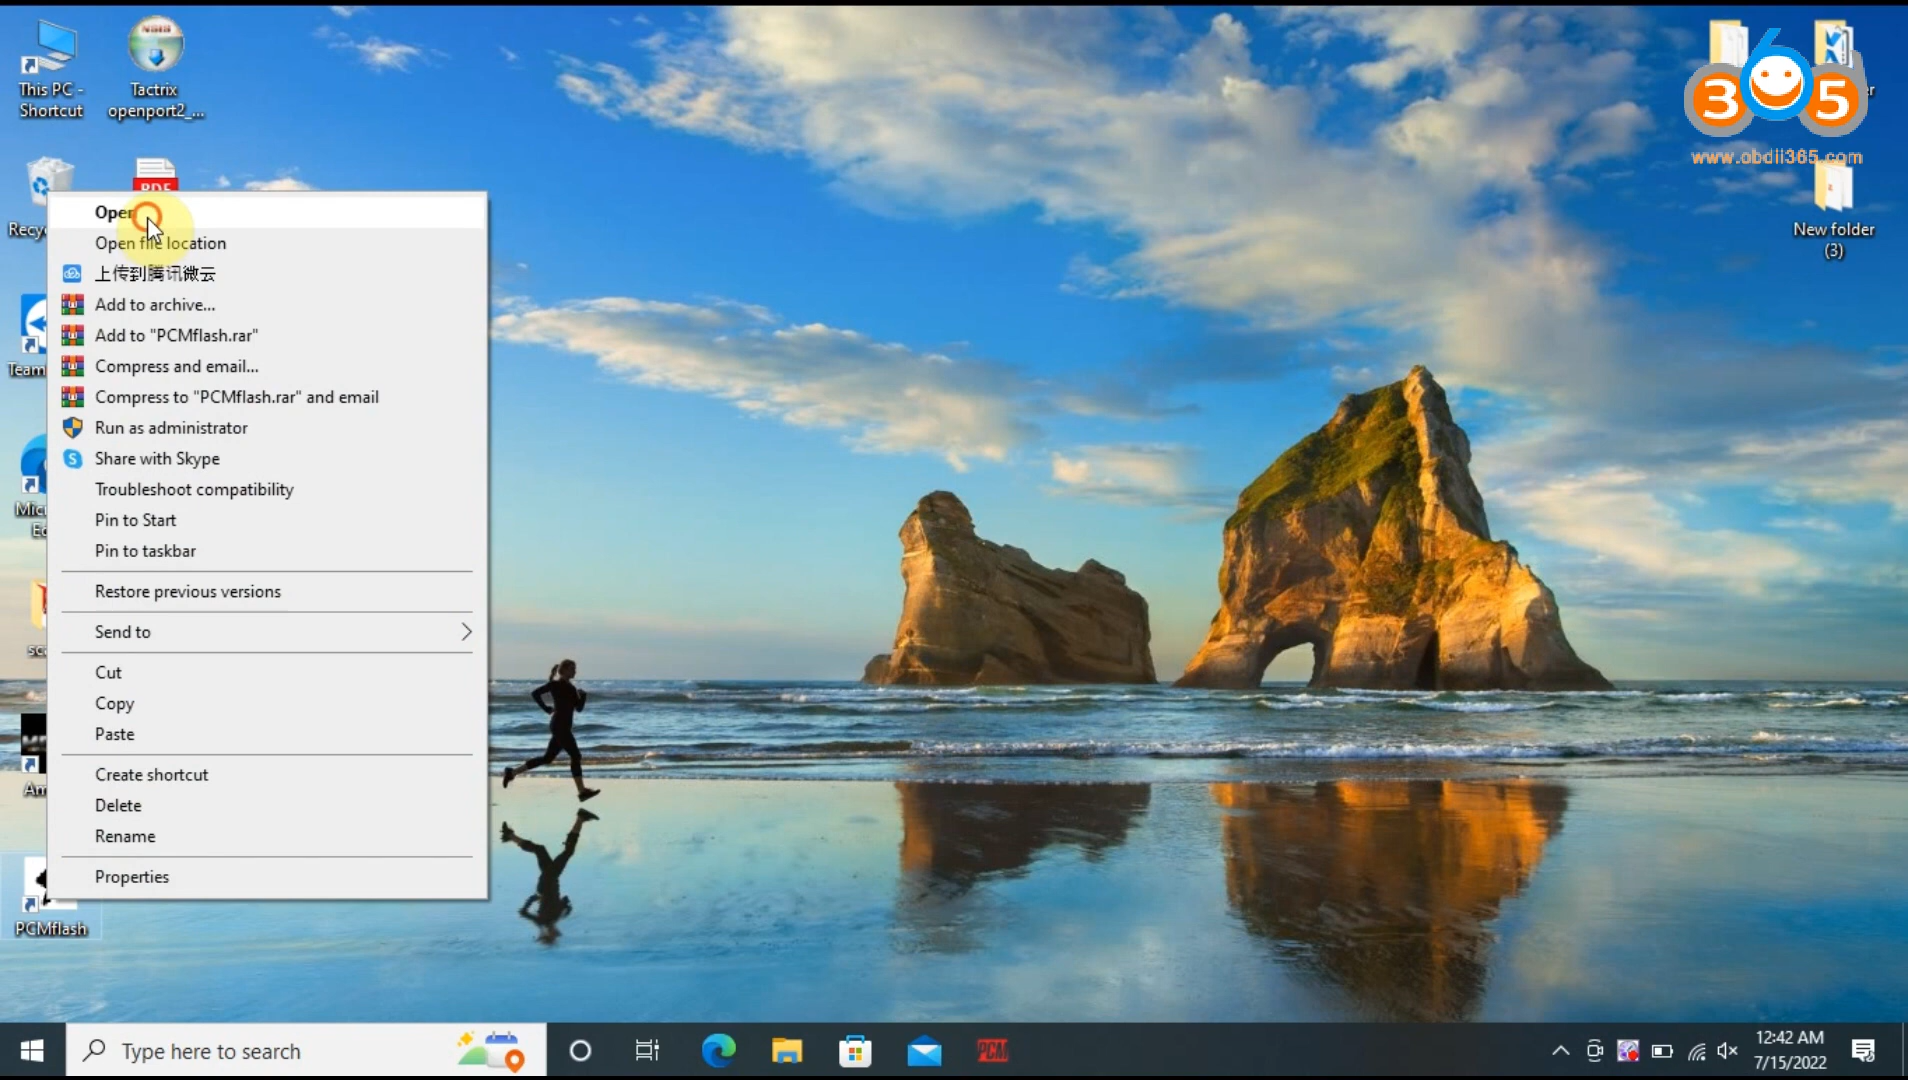 This PC -
Shortcut
Tactrix
openport2_...
365
www.obdii365.com
PDF
New folder
(3)
Open
Open file location
上传到腾讯微云
Add to archive...
Add to "PCMflash.rar"
Compress and email...
Compress to "PCMflash.rar" and email
Run as administrator
S
Share with Skype
Troubleshoot compatibility
Pin to Start
Pin to taskbar
Restore previous versions
Send to
Cut
Copy
Paste
Create shortcut
Delete
Rename
Properties
PCMflash
Type here to search
PCM
12:42 AM
7/15/2022